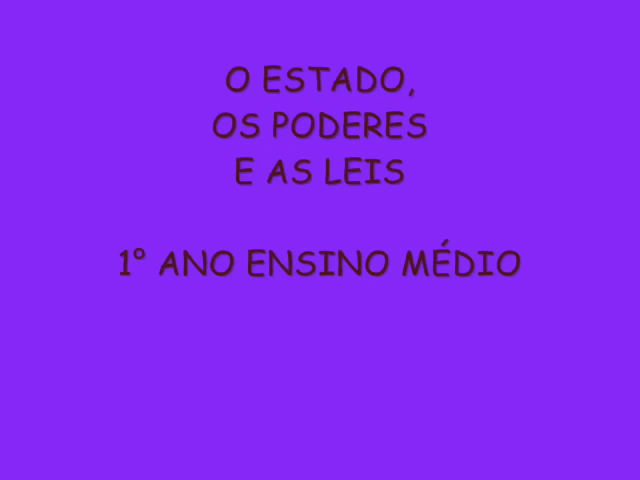 O ESTADO,
OS PODERES
E AS LEIS
1° ANO ENSINO MÉDIO